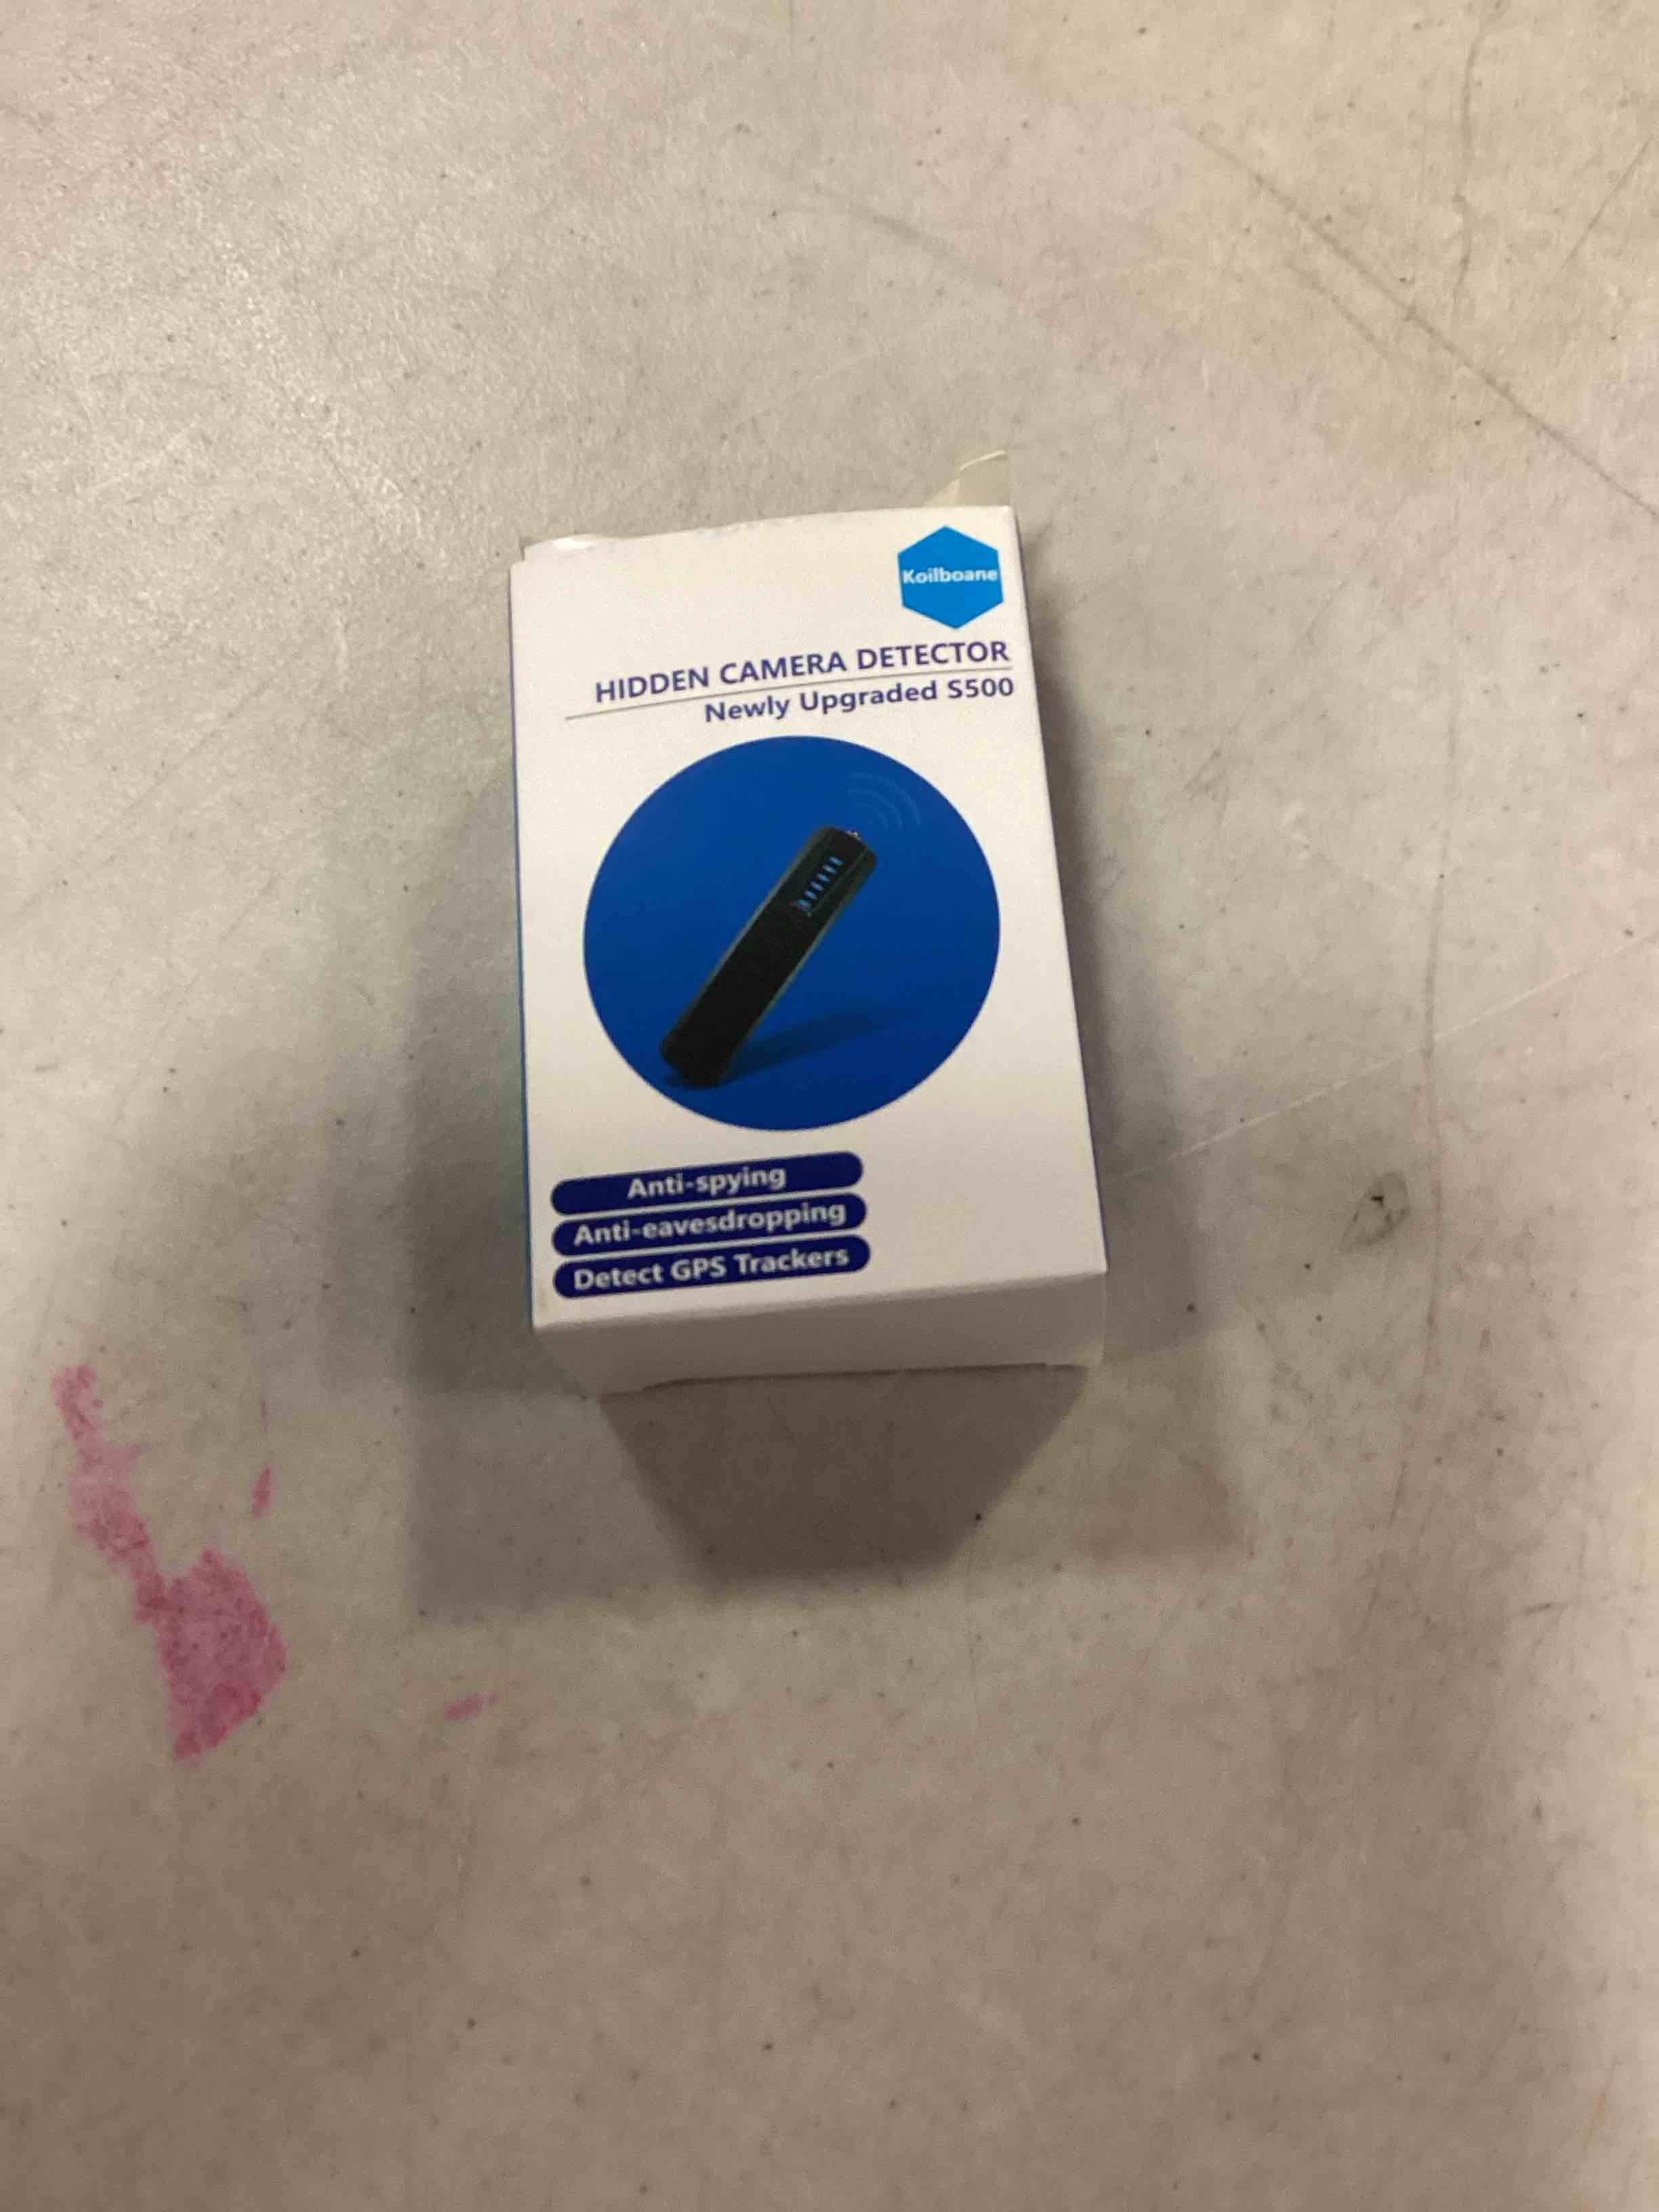 Koilboane
HIDDEN CAMERA DETECTOR
Newly Upgraded S500
Anti-spying
Anti-eavesdropping
Detect GPS Trackers